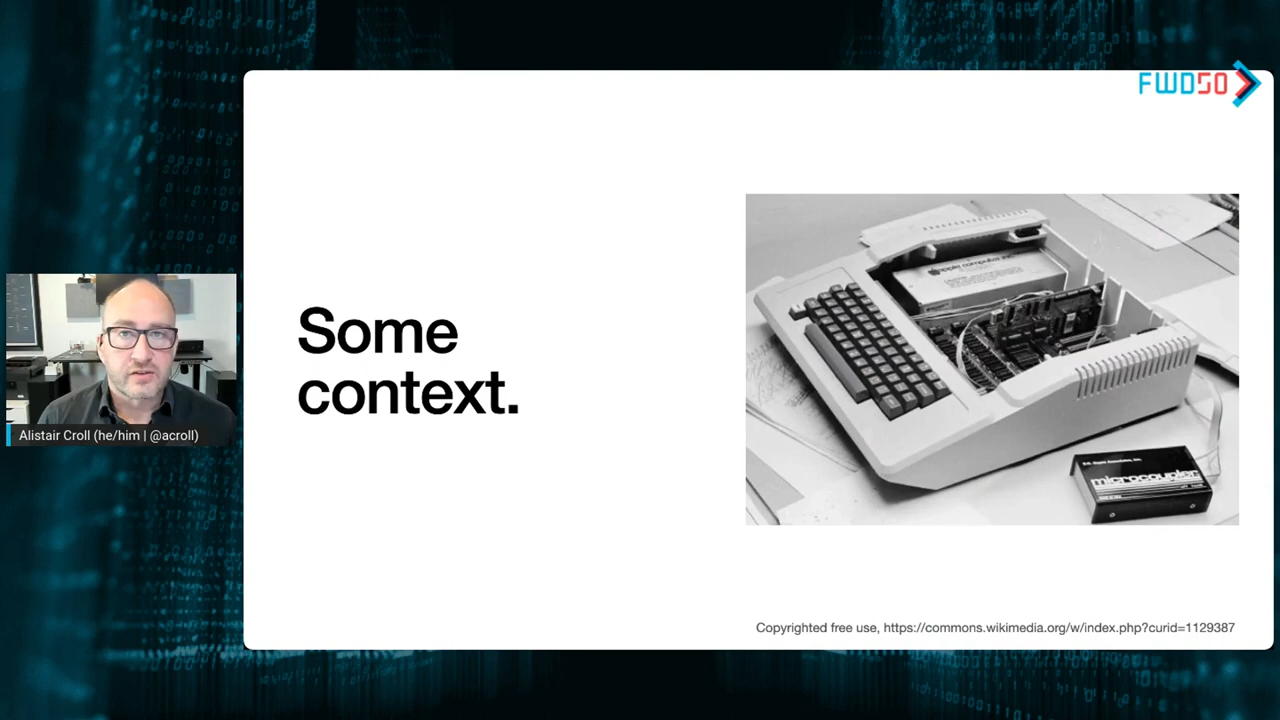 FWD50
Some
context.
apple computer inc.
microcoupler
Alistair Croll (he/him | @acroll)
Copyrighted free use, https://commons.wikimedia.org/w/index.php?curid=1129387